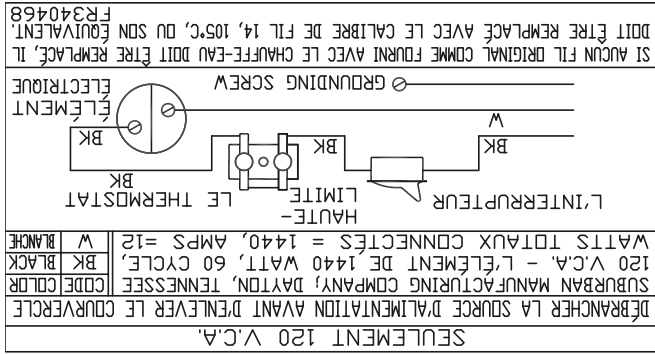 SEULEMENT 120 V.C.A.
DÉBRANCHER LA SOURCE D'ALIMENTATION AVANT D'ENLEVER LE COURVERCLE
SUBURBAN MANUFACTURING COMPANY; DAYTON, TENNESSEE CODE COLOR
120 V.C.A. - L'ÉLÉMENT DE 1440 WATT, 60 CYCLE, BK BLACK
WATTS TOTAUX CONNECTÉS = 1440, AMPS =12 W BLANCHE
L'INTERRUPTEUR
HAUTE-
LIMITE
LE THERMOSTAT
BK
BK
BK
BK
W
ÉLÉMENT
ÉLECTRIQUE
GROUNDING SCREW
SI AUCUN FIL ORIGINAL COMME FOURNI AVEC LE CHAUFFE-EAU DOIT ÊTRE REMPLACÉ, IL
DOIT ÊTRE REMPLACÉ AVEC LE CALIBRE DE FIL 14, 105°C, OU SON ÉQUIVALENT.
FR340468